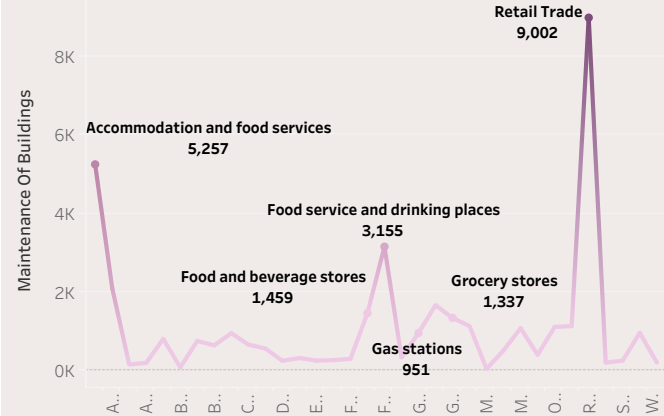 Retail Trade
9,002
8K
Accommodation and food services
5,257
6K
Maintenance Of Buildings
Food service and drinking places
3,155
4K
Food and beverage stores
1,459
Grocery stores
1,337
2K
Gas stations
951
0K
A..
A..
B..
B..
C..
D..
E..
F..
F..
G..
G..
M..
M..
O..
R..
S..
W..